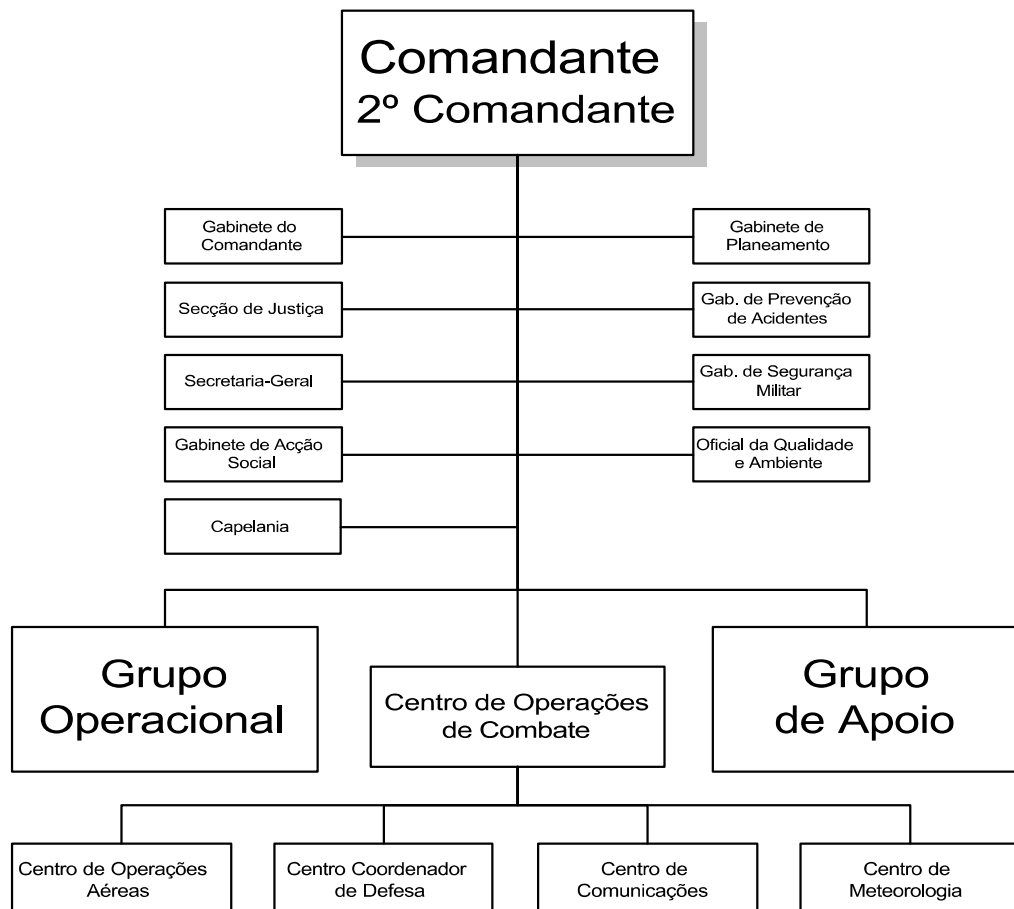 Comandante
2º Comandante
Gabinete do
Comandante
Gabinete de
Planeamento
Secção de Justiça
Gab. de Prevenção
de Acidentes
Secretaria-Geral
Gab. de Segurança
Militar
Gabinete de Acção
Social
Oficial da Qualidade
e Ambiente
Capelania
Grupo
Operacional
Centro de Operações
de Combate
Grupo
de Apoio
Centro de Operações
Aéreas
Centro Coordenador
de Defesa
Centro de
Comunicações
Centro de
Meteorologia